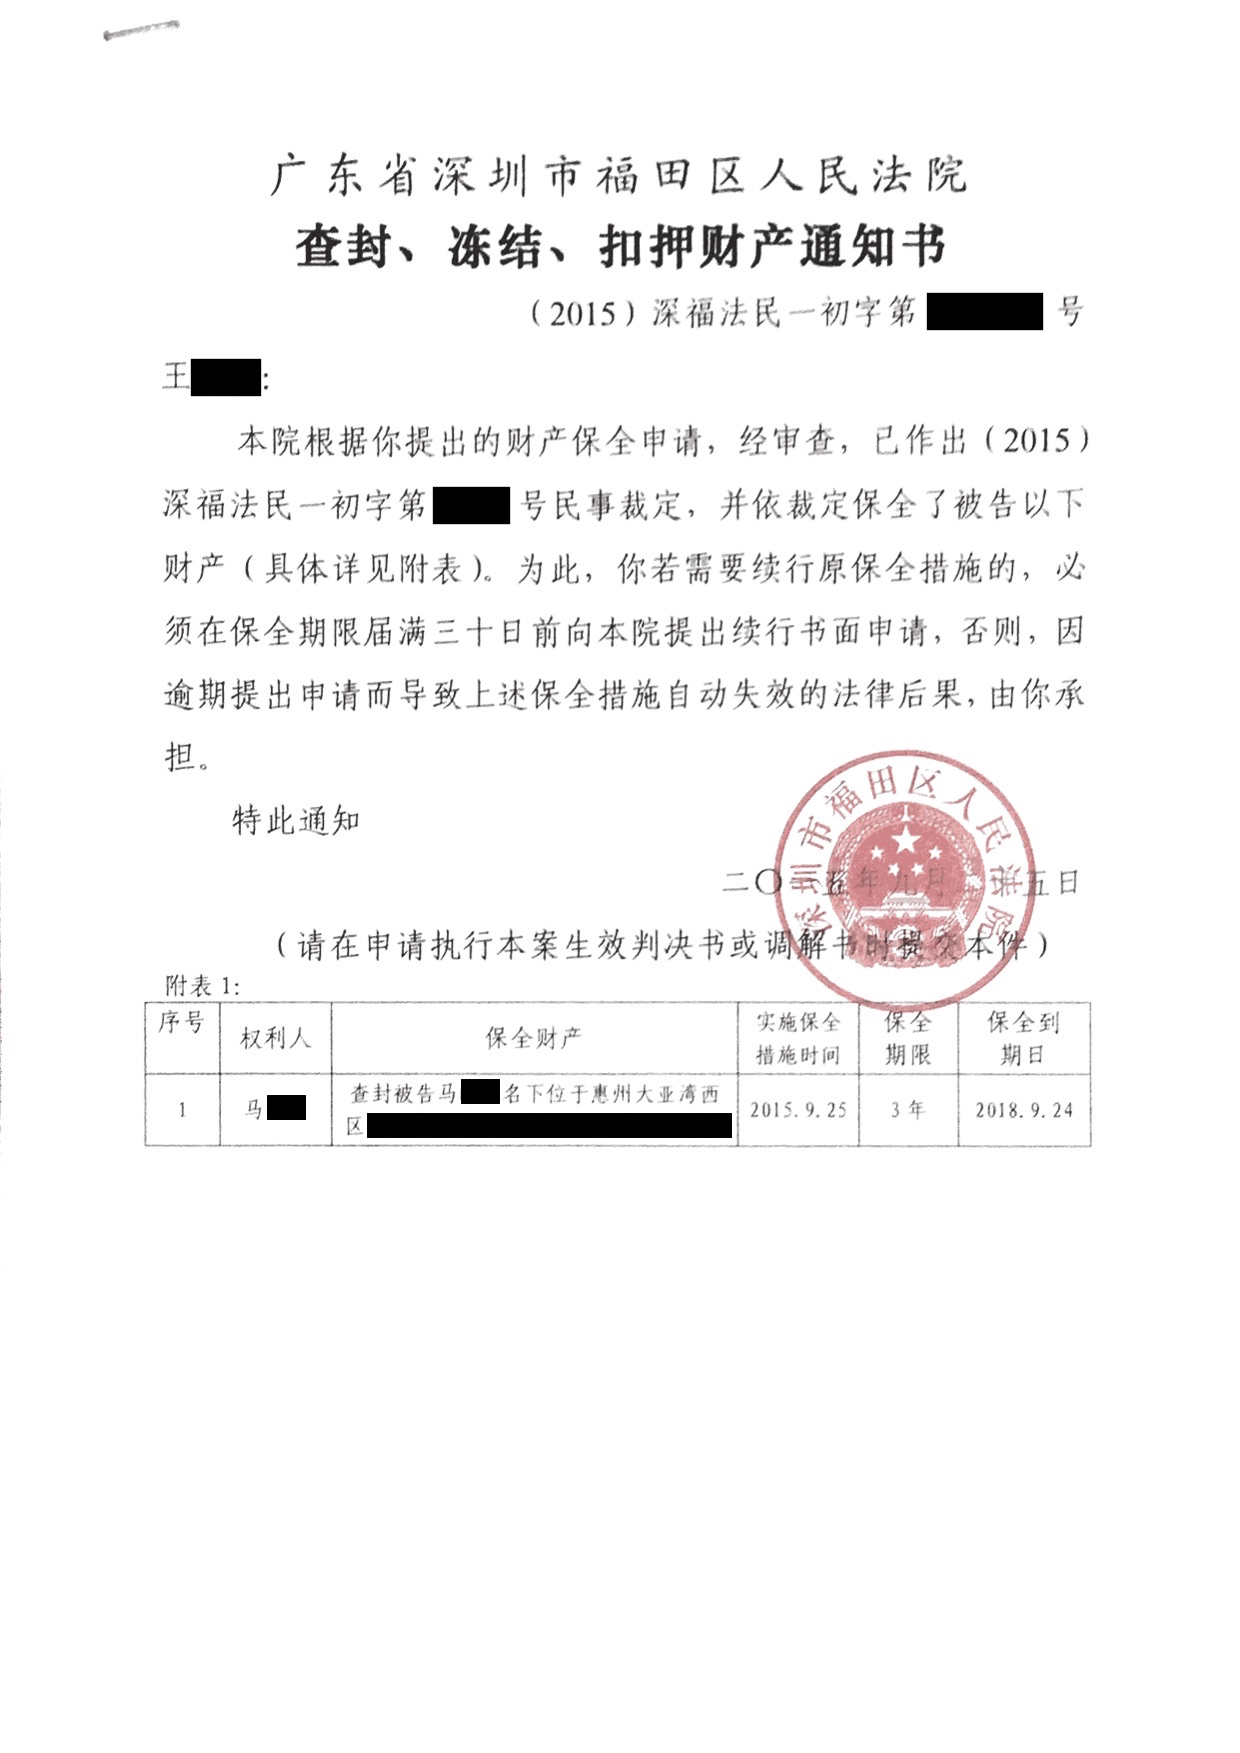 广东省深圳市福田区人民法院
查封、冻结、扣押财产通知书
（2015）深福法民一初字第 号
王 :
本院根据你提出的财产保全申请，经审查，已作出（2015）
深福法民一初字第 号民事裁定，并依裁定保全了被告以下
财产（具体详见附表）。为此，你若需要续行原保全措施的，必
须在保全期限届满三十日前向本院提出续行书面申请，否则，因
逾期提出申请而导致上述保全措施自动失效的法律后果，由你承
担。
特此通知
深圳市福田区人民法院
二〇 五年九月 五日
（请在申请执行本案生效判决书或调解书时提交本件）
附表1:
序号 权利人 保全财产 实施保全措施时间 保全期限 保全到期日
1 马 查封被告马 名下位于惠州大亚湾西区 2015.9.25 3年 2018.9.24